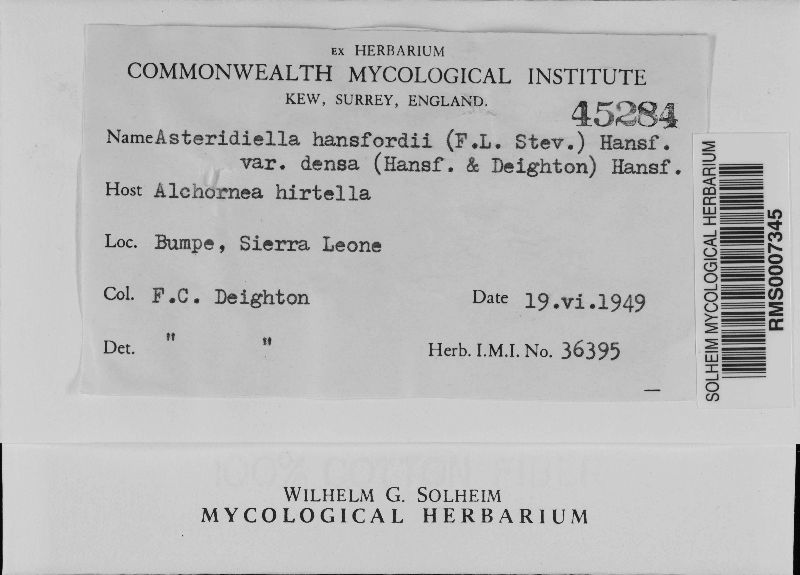 EX HERBARIUM
COMMONWEALTH MYCOLOGICAL INSTITUTE
KEW, SURREY, ENGLAND.
45284
Name Asteridiella hansfordii (F.L. Stev.) Hansf.
var. densa (Hansf. & Deighton) Hansf.
Host Alchornea hirtella
Loc. Bumpe, Sierra Leone
Col. F.C. Deighton Date 19.vi.1949
Det. " " Herb. I.M.I. No. 36395
SOLHEIM MYCOLOGICAL HERBARIUM
RMS0007345
WILHELM G. SOLHEIM
MYCOLOGICAL HERBARIUM